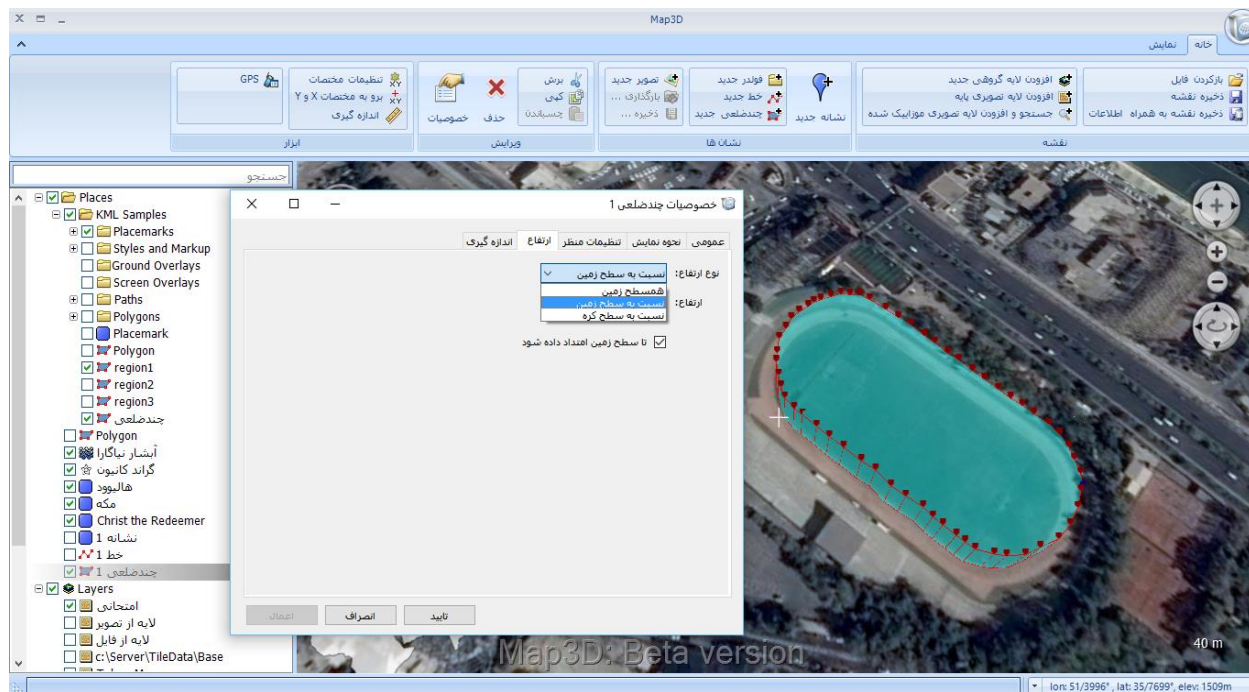 Map3D
خانه
نمایش
بازکردن فایل
ذخیره نقشه
ذخیره نقشه به همراه اطلاعات
افزودن لایه گروهی جدید
افزودن لایه تصویری پایه
جستجو و افزودن لایه تصویری موزاییک شده
نقشه
نشانه جدید
فولدر جدید
خط جدید
چندضلعی جدید
تصویر جدید
بارگذاری ...
ذخیره ...
نشان ها
برش
کپی
چسباندن
حذف
خصوصیات
ویرایش
تنظیمات مختصات
برو به مختصات X و Y
اندازه گیری
GPS
ابزار
جستجو
Places
KML Samples
Placemarks
Styles and Markup
Ground Overlays
Screen Overlays
Paths
Polygons
Placemark
Polygon
region1
region2
region3
چندضلعی
Polygon
آبشار نیاگارا
گراند کانیون
هالیوود
مکه
Christ the Redeemer
نشانه 1
خط 1
چندضلعی 1
Layers
امتحانی
لایه از تصویر
لایه از فایل
c:\Server\TileData\Base
خصوصیات چندضلعی 1
عمومی
نحوه نمایش
تنظیمات منظر
ارتفاع
اندازه گیری
نوع ارتفاع:
نسبت به سطح زمین
همسطح زمین
ارتفاع:
نسبت به سطح زمین
نسبت به سطح کره
تا سطح زمین امتداد داده شود
تایید
انصراف
اعمال
40 m
Map3D: Beta version
lon: 51/3996° , lat: 35/7699°, elev: 1509m